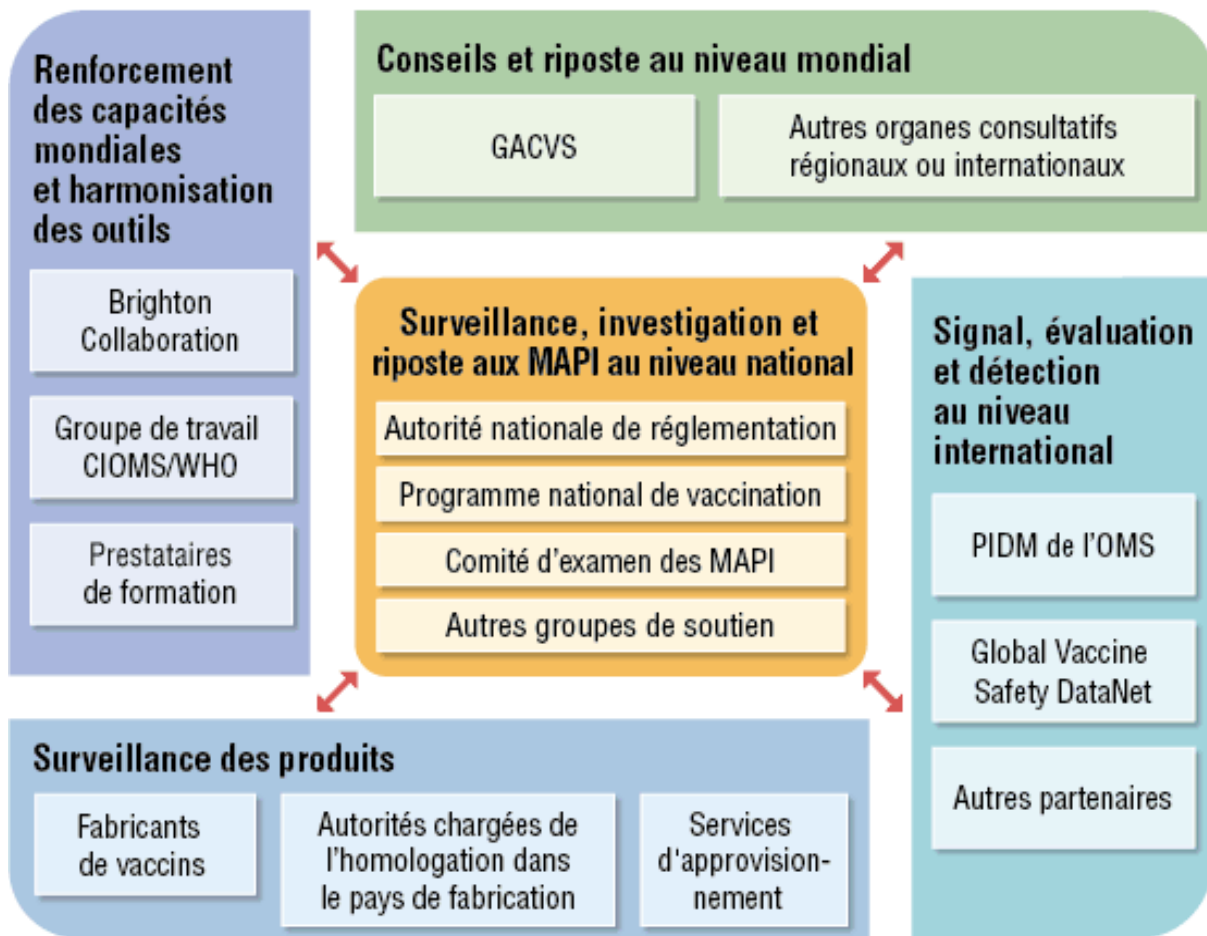 Renforcement
des capacités
mondiales
et harmonisation
des outils
Brighton
Collaboration
Groupe de travail
CIOMS/WHO
Prestataires
de formation
Conseils et riposte au niveau mondial
GACVS
Autres organes consultatifs
régionaux ou internationaux
Surveillance, investigation et
riposte aux MAPI au niveau national
Autorité nationale de réglementation
Programme national de vaccination
Comité d'examen des MAPI
Autres groupes de soutien
Signal, évaluation
et détection
au niveau
international
PIDM de l'OMS
Global Vaccine
Safety DataNet
Autres partenaires
Surveillance des produits
Fabricants
de vaccins
Autorités chargées de
l'homologation dans
le pays de fabrication
Services
d'approvision-
nement